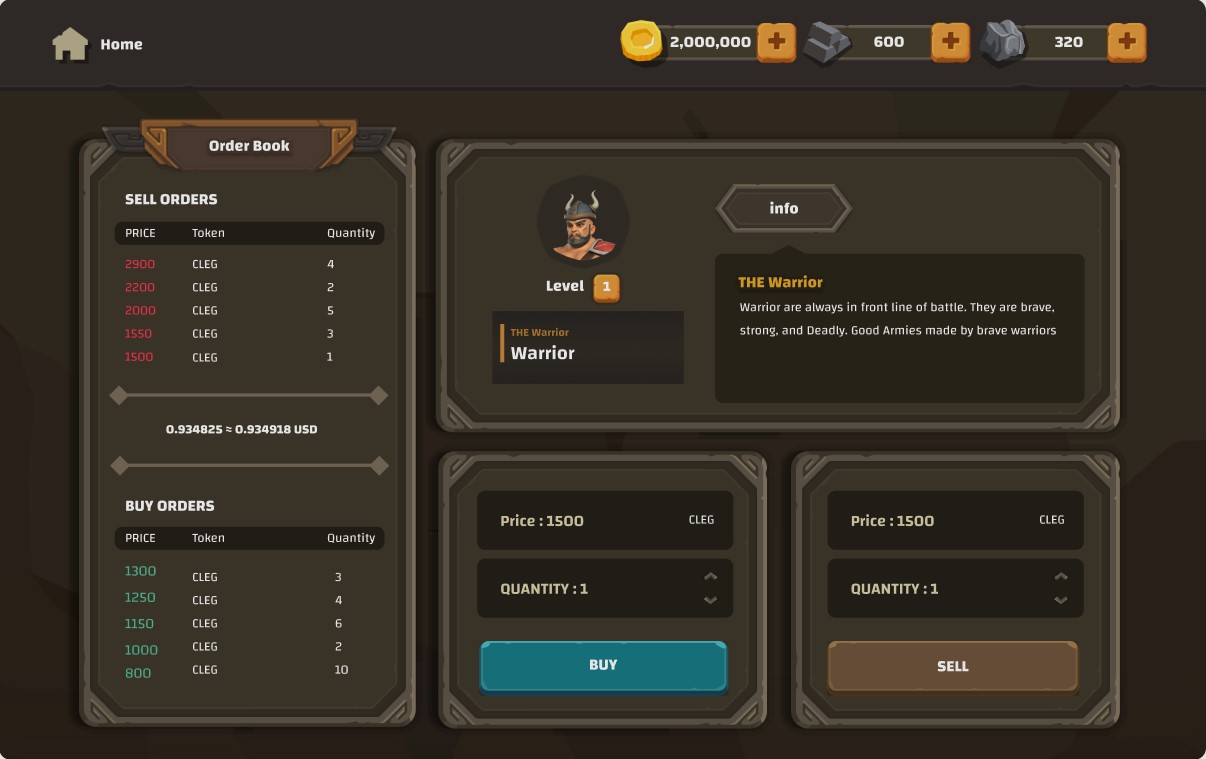 Home
2,000,000
600
320
Order Book
SELL ORDERS
PRICE Token Quantity
2900 CLEG 4
2200 CLEG 2
2000 CLEG 5
1550 CLEG 3
1500 CLEG 1
0.934825 ≈ 0.934918 USD
BUY ORDERS
PRICE Token Quantity
1300 CLEG 3
1250 CLEG 4
1150 CLEG 6
1000 CLEG 2
800 CLEG 10
Level 1
THE Warrior
Warrior
info
THE Warrior
Warrior are always in front line of battle. They are brave,
strong, and Deadly. Good Armies made by brave warriors
Price : 1500 CLEG
QUANTITY : 1
BUY
Price : 1500 CLEG
QUANTITY : 1
SELL